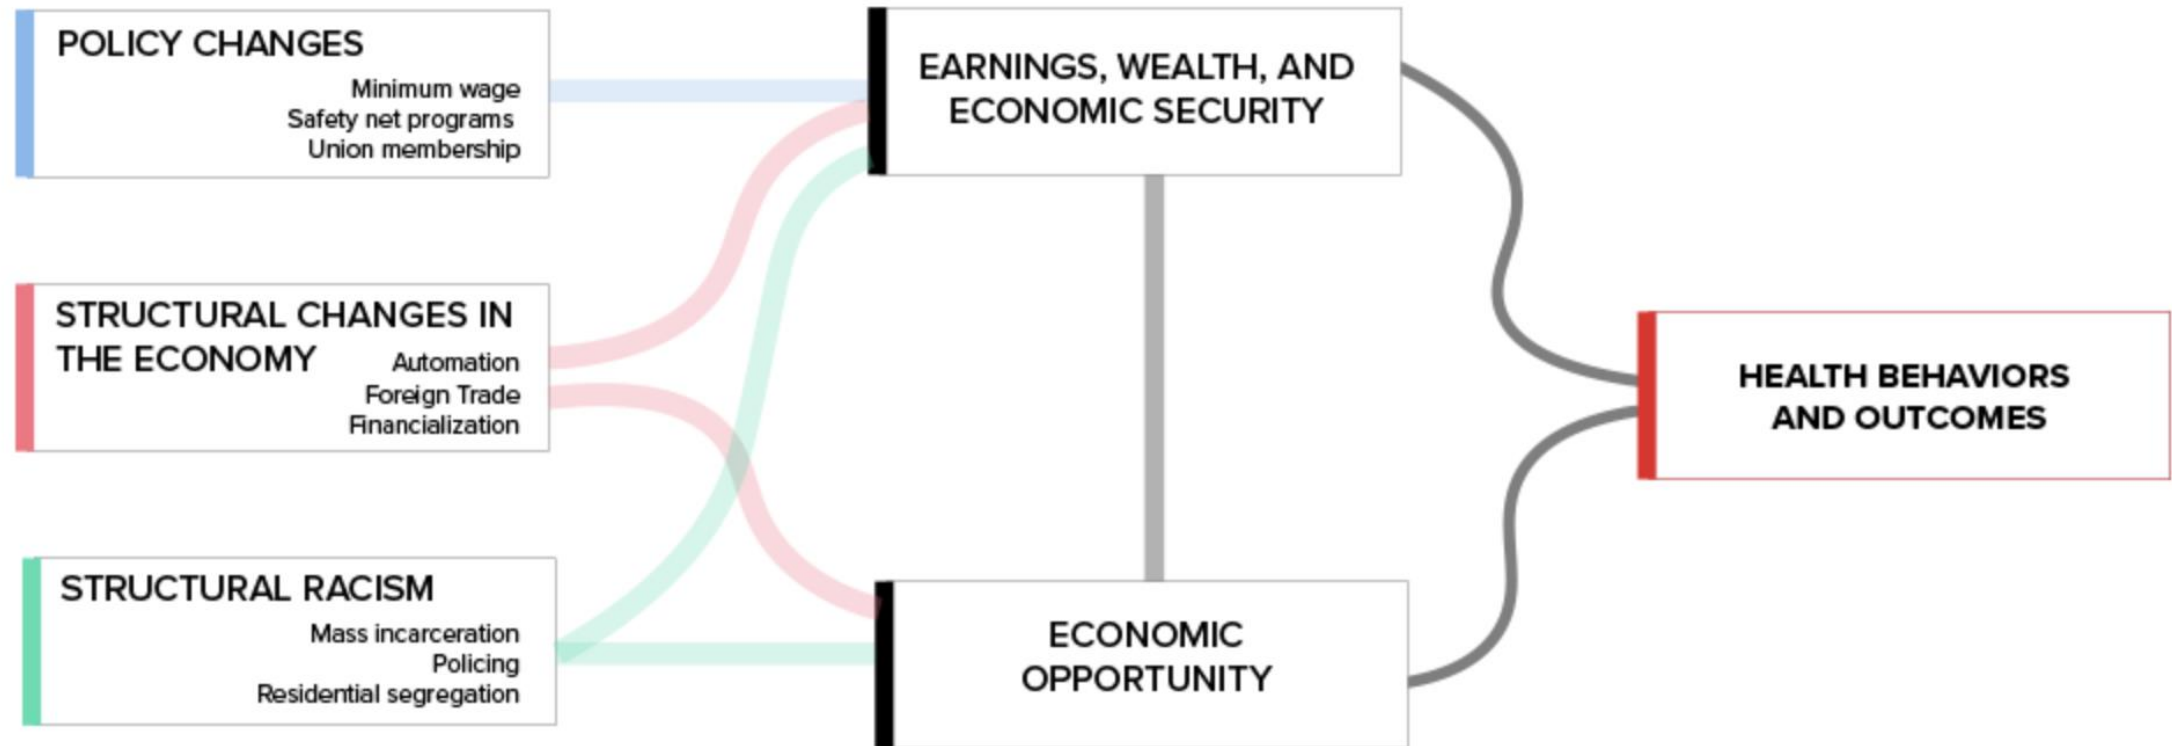 POLICY CHANGES
Minimum wage
Safety net programs
Union membership
STRUCTURAL CHANGES IN
THE ECONOMY
Automation
Foreign Trade
Financialization
STRUCTURAL RACISM
Mass incarceration
Policing
Residential segregation
EARNINGS, WEALTH, AND
ECONOMIC SECURITY
ECONOMIC
OPPORTUNITY
HEALTH BEHAVIORS
AND OUTCOMES